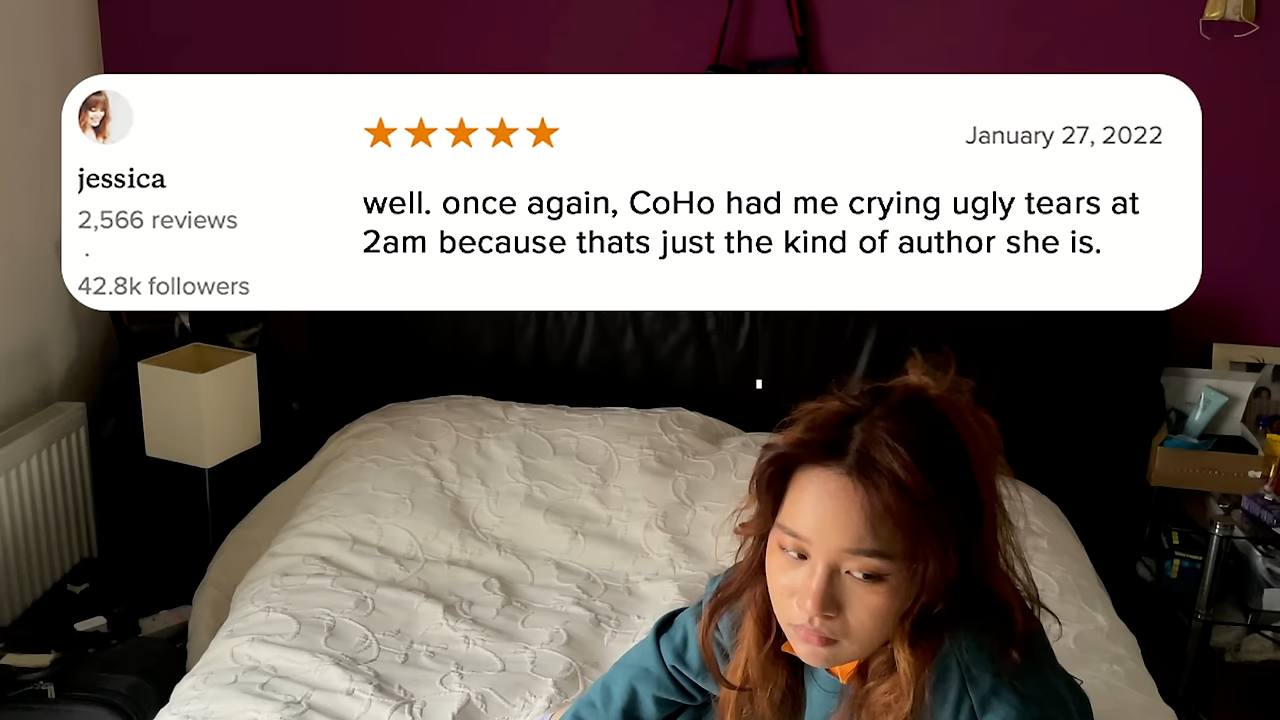 jessica
2,566 reviews
.
42.8k followers
January 27, 2022
well. once again, CoHo had me crying ugly tears at
2am because thats just the kind of author she is.